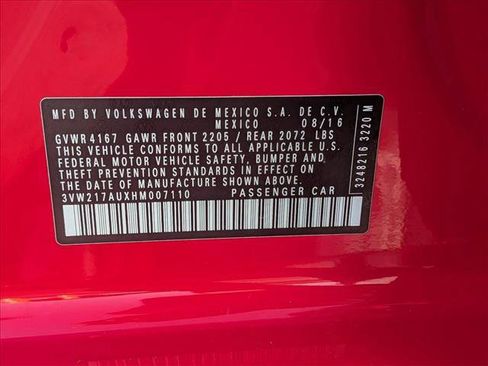 MFD BY VOLKSWAGEN DE MEXICO S.A. DE C.V.
MEXICO 08/16
GVWR 4167 GAWR FRONT 2205 / REAR 2072 LBS
THIS VEHICLE CONFORMS TO ALL APPLICABLE U.S.
FEDERAL MOTOR VEHICLE SAFETY, BUMPER AND,
THEFT PREVENTION STANDARDS IN EFFECT ON
THE DATE OF MANUFACTURE SHOWN ABOVE.
3VW217AUXHM007110 PASSENGER CAR
3248216 3220 M